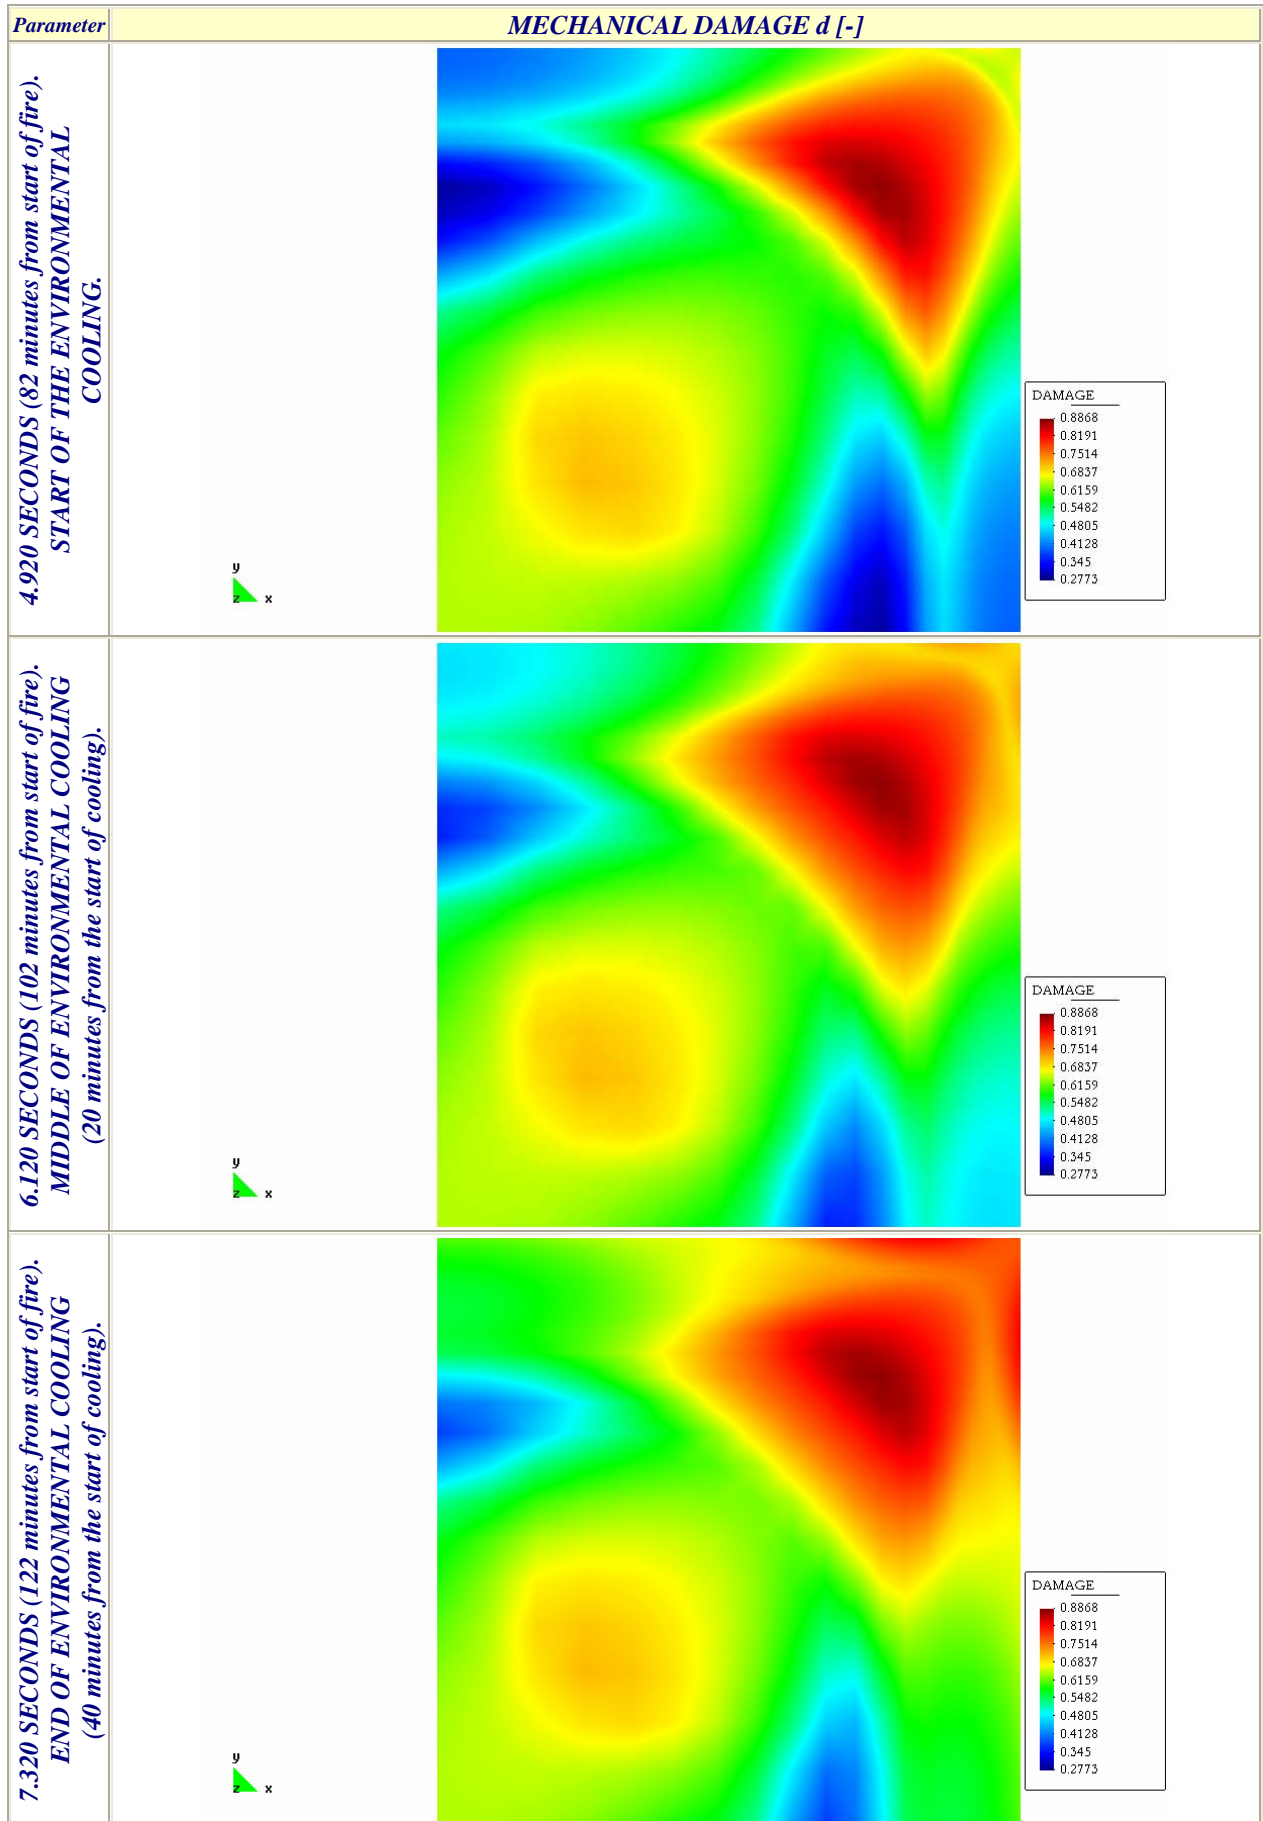 Parameter
MECHANICAL DAMAGE d [-]
4.920 SECONDS (82 minutes from start of fire).
START OF THE ENVIRONMENTAL
COOLING.
y
z x
DAMAGE
0.8868
0.8191
0.7514
0.6837
0.6159
0.5482
0.4805
0.4128
0.345
0.2773
6.120 SECONDS (102 minutes from start of fire).
MIDDLE OF ENVIRONMENTAL COOLING
(20 minutes from the start of cooling).
y
z x
DAMAGE
0.8868
0.8191
0.7514
0.6837
0.6159
0.5482
0.4805
0.4128
0.345
0.2773
7.320 SECONDS (122 minutes from start of fire).
END OF ENVIRONMENTAL COOLING
(40 minutes from the start of cooling).
y
z x
DAMAGE
0.8868
0.8191
0.7514
0.6837
0.6159
0.5482
0.4805
0.4128
0.345
0.2773